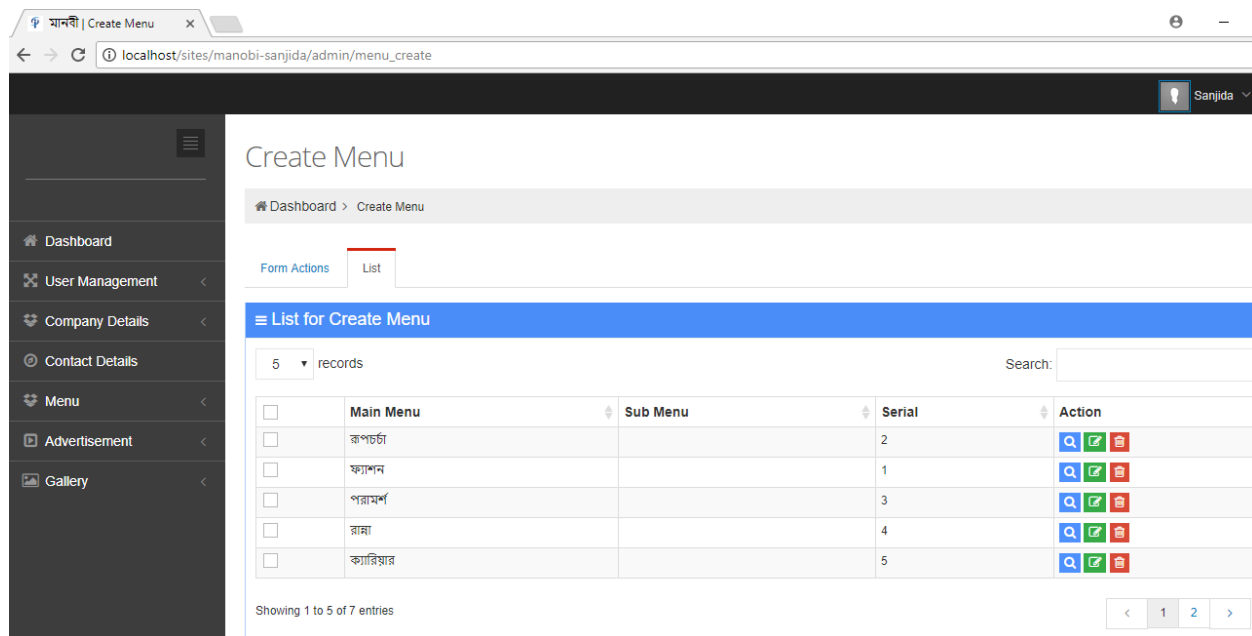 মানবী | Create Menu
localhost/sites/manobi-sanjida/admin/menu_create
Sanjida
Create Menu
Dashboard > Create Menu
Dashboard
User Management
Company Details
Contact Details
Menu
Advertisement
Gallery
Form Actions List
List for Create Menu
5 records Search:
Main Menu Sub Menu Serial Action
রূপচর্চা 2
ফ্যাশন 1
পরামর্শ 3
রান্না 4
ক্যারিয়ার 5
Showing 1 to 5 of 7 entries
< 1 2 >